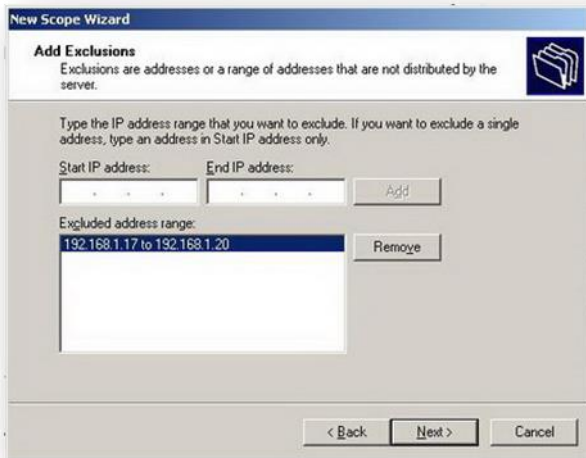 New Scope Wizard
Add Exclusions
Exclusions are addresses or a range of addresses that are not distributed by the
server.
Type the IP address range that you want to exclude. If you want to exclude a single
address, type an address in Start IP address only.
Start IP address:
End IP address:
Add
Excluded address range:
192.168.1.17 to 192.168.1.20
Remove
< Back
Next >
Cancel